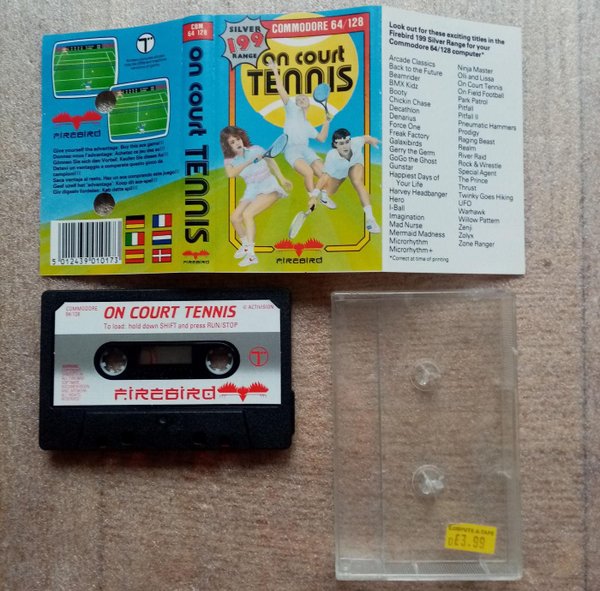 Give yourself the advantage: Buy this ace game!!!
FIREBIRD
5 012439 010173
CBM
64 128
on court TENNIS
FIREBIRD
SILVER
199
RANGE
COMMODORE 64/128
on court
TENNIS
FIREBIRD
Look out for these exciting titles in the
Firebird 199 Silver Range for your
Commodore 64/128 computer*
Arcade Classics
Back to the Future
Beamrider
BMX Kidz
Booty
Chickin Chase
Decathlon
Denarius
Force One
Freak Factory
Galaxibirds
Gerry the Germ
GoGo the Ghost
Gunstar
Happiest Days of
Your Life
Harvey Headbanger
Hero
I-Ball
Imagination
Mad Nurse
Mermaid Madness
Microrhythm
Microrhythm+
Ninja Master
Olli and Lissa
On Court Tennis
On Field Football
Park Patrol
Pitfall
Pitfall II
Pneumatic Hammers
Prodigy
Raging Beast
Realm
River Raid
Rock & Wrestle
Special Agent
The Prince
Thrust
Twinky Goes Hiking
UFO
Warhawk
Willow Pattern
Zenji
Zolyx
Zone Ranger
*Correct at time of printing
COMMODORE
64/128
ON COURT TENNIS
© ACTIVISION
To load: hold down SHIFT and press RUN/STOP
FIREBIRD
£3.99